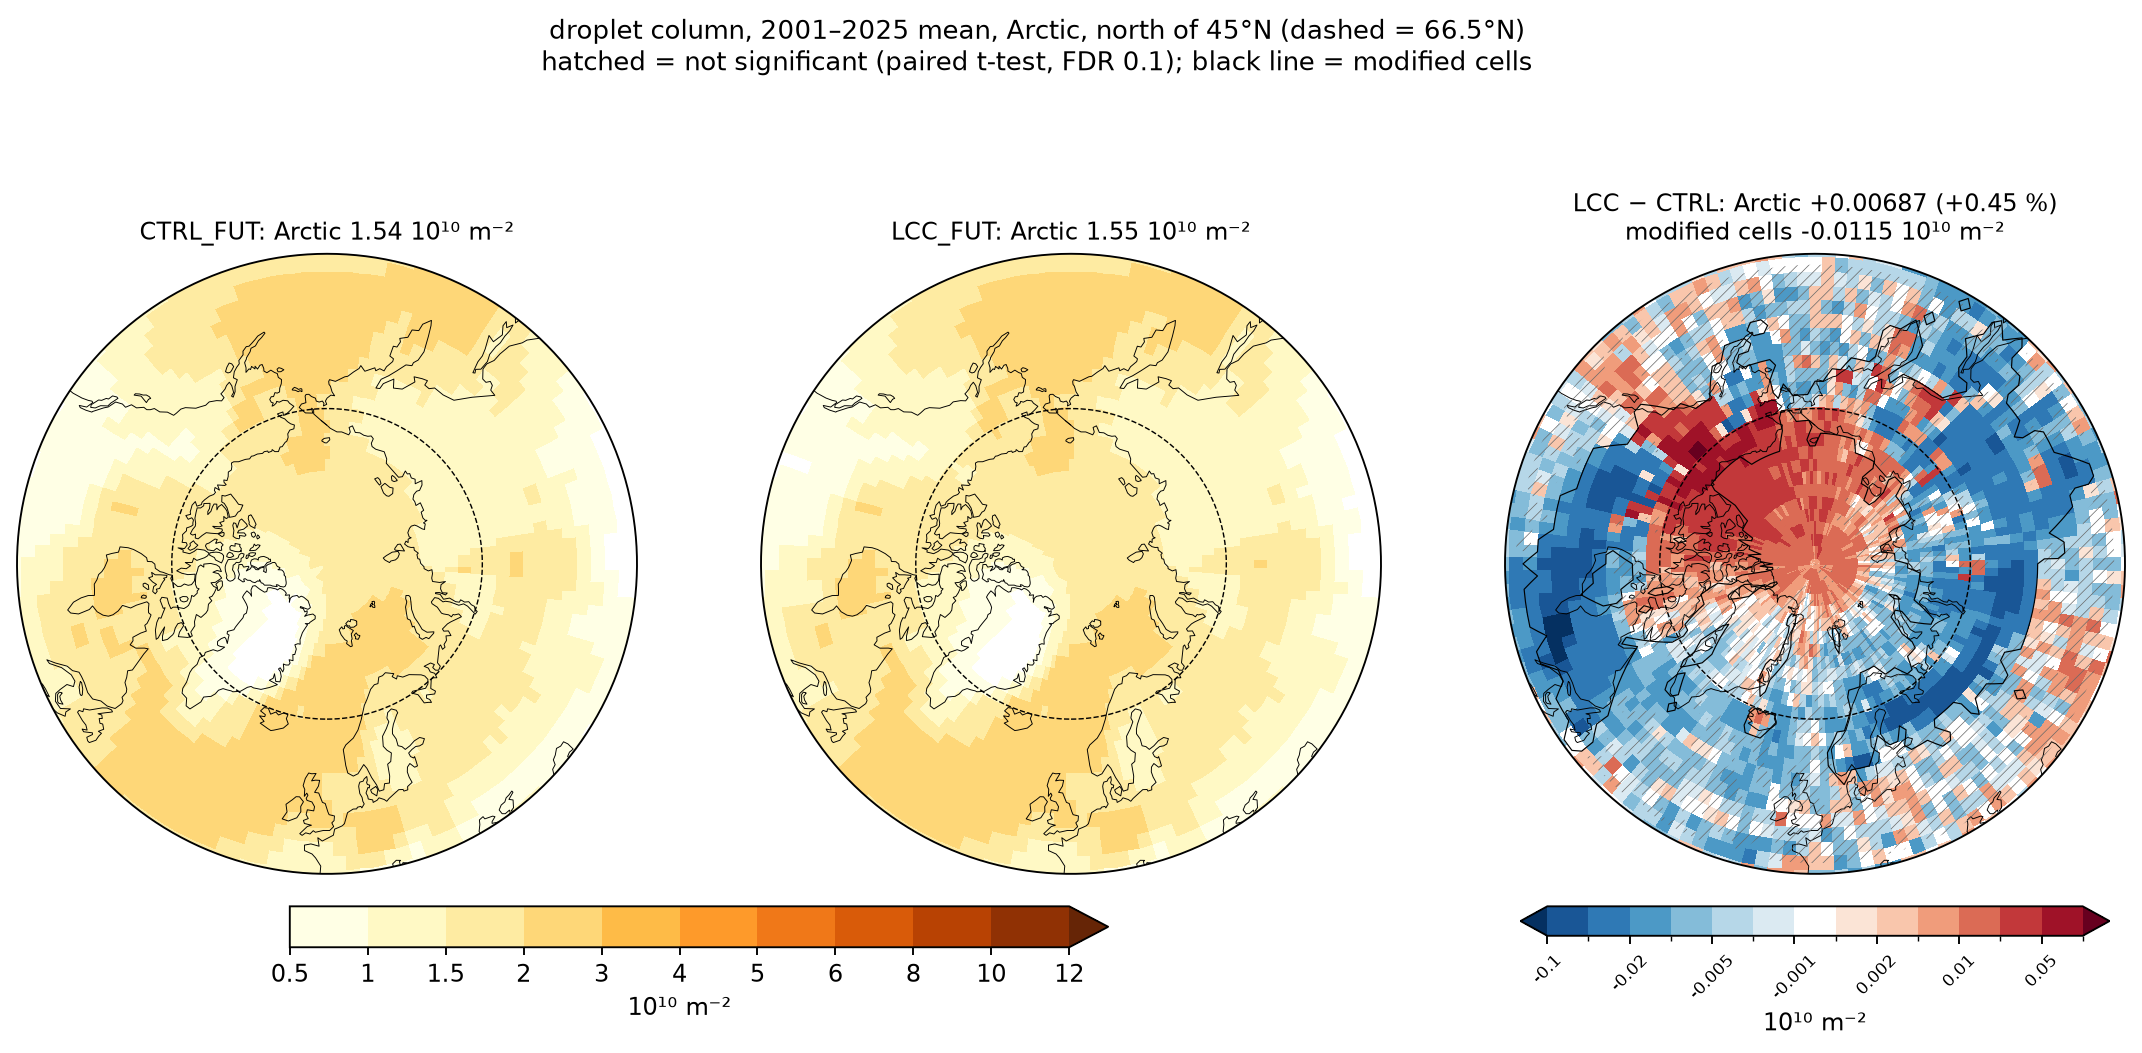 droplet column, 2001–2025 mean, Arctic, north of 45°N (dashed = 66.5°N)
hatched = not significant (paired t-test, FDR 0.1); black line = modified cells
CTRL_FUT: Arctic 1.54 10¹⁰ m⁻²
LCC_FUT: Arctic 1.55 10¹⁰ m⁻²
LCC − CTRL: Arctic +0.00687 (+0.45 %)
modified cells -0.0115 10¹⁰ m⁻²
0.5 1 1.5 2 3 4 5 6 8 10 12
10¹⁰ m⁻²
-0.1 -0.02 -0.005 -0.001 0.002 0.01 0.05
10¹⁰ m⁻²